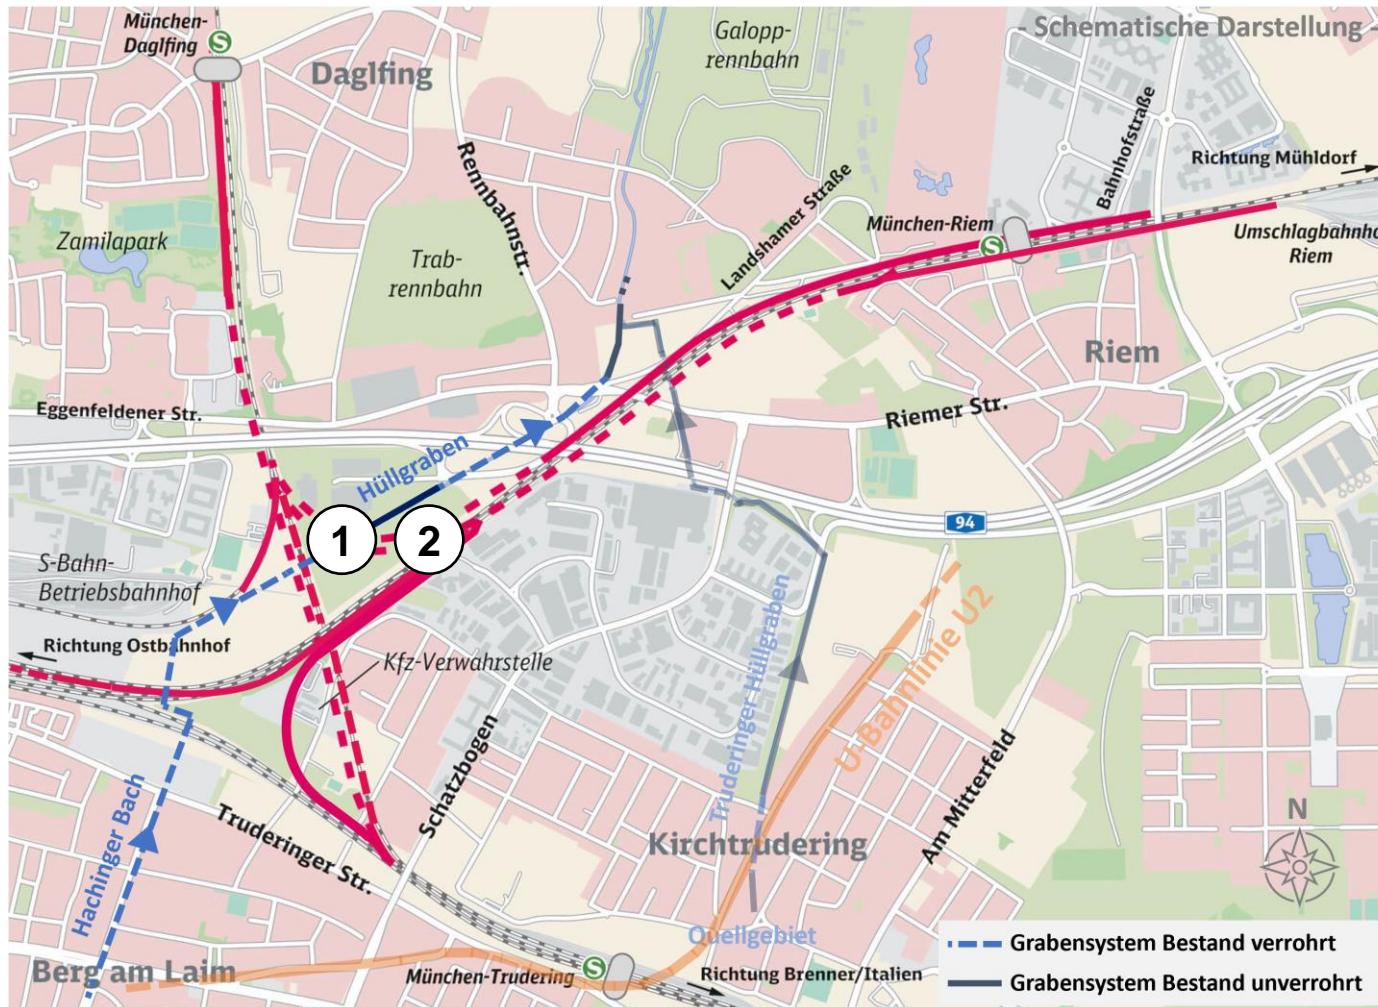 - Schematische Darstellung -
München-
Daglfing
S
Daglfing
Galopp-
rennbahn
Rennbahnstr.
Bahnhofstraße
Richtung Mühldorf
Landshamer Straße
München-Riem
S
Umschlagbahnho
Riem
Zamilapark
Trab-
rennbahn
Riem
Eggenfeldener Str.
Riemer Str.
Hüllgraben
94
1
2
S-Bahn-
Betriebsbahnhof
Richtung Ostbahnhof
Kfz-Verwahrstelle
Truderinger Hüllgraben
U-Bahnlinie U2
Schatzbogen
Am Mitterfeld
Hachinger Bach
Truderinger Str.
Kirchtrudering
N
Quellgebiet
Berg am Laim
München-Trudering
S
Richtung Brenner/Italien
Grabensystem Bestand verrohrt
Grabensystem Bestand unverrohrt